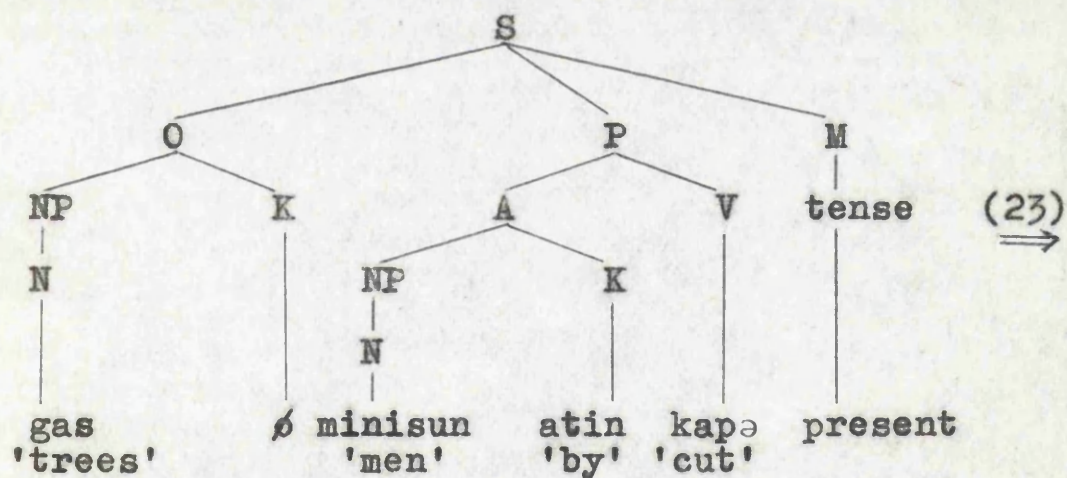 S
O P M
NP K A V tense (23)
N NP K ⇒
N
gas ∅ minisun atin kapə present
'trees' 'men' 'by' 'cut'